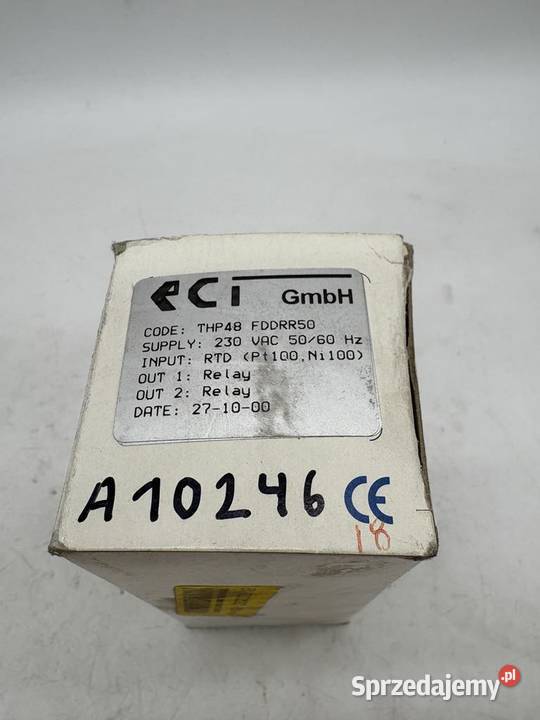 eCi GmbH
CODE: THP48 FDDRR50
SUPPLY: 230 VAC 50/60 Hz
INPUT: RTD (Pt100,Ni100)
OUT 1: Relay
OUT 2: Relay
DATE: 27-10-00
A10246 CE
18
Sprzedajemy.pl